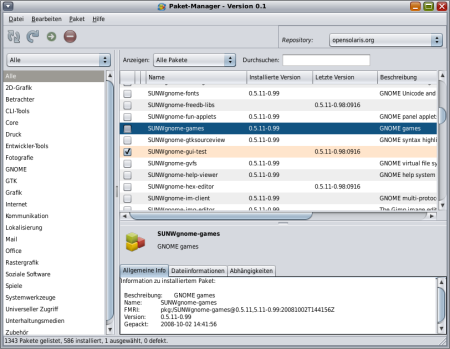 Paket-Manager - Version 0.1
Datei Bearbeiten Paket Hilfe
Repository: opensolaris.org
Alle
Anzeigen: Alle Pakete Durchsuchen:
Alle
2D-Grafik
Betrachter
CLI-Tools
Core
Druck
Entwickler-Tools
Fotografie
GNOME
GTK
Grafik
Internet
Kommunikation
Lokalisierung
Mail
Office
Rastergrafik
Soziale Software
Spiele
Systemwerkzeuge
Universeller Zugriff
Unterhaltungsmedien
Zubehör
Name Installierte Version Letzte Version Beschreibung
SUNWgnome-fonts 0.5.11-0.99 GNOME Unicode and
SUNWgnome-freedb-libs 0.5.11-0.98:0916
SUNWgnome-fun-applets 0.5.11-0.99 GNOME panel applet
SUNWgnome-games 0.5.11-0.99 GNOME games
SUNWgnome-gtksourceview 0.5.11-0.99 GNOME syntax highli
SUNWgnome-gui-test 0.5.11-0.98:0916
SUNWgnome-gvfs 0.5.11-0.99 GNOME virtual file sy
SUNWgnome-help-viewer 0.5.11-0.99 GNOME help system
SUNWgnome-hex-editor 0.5.11-0.98:0916
SUNWgnome-im-client 0.5.11-0.99 GNOME multi-protoc
SUNWgnome-img-editor 0.5.11-0.99 The Gimp image edit
SUNWgnome-games
GNOME games
Allgemeine Info Dateiinformationen Abhängigkeiten
Information zu installiertem Paket:
Beschreibung: GNOME games
Name: SUNWgnome-games
FMRI: pkg:/SUNWgnome-games@0.5.11,5.11-0.99:20081002T144156Z
Version: 0.5.11-0.99
Gepackt: 2008-10-02 14:41:56
1343 Pakete gelistet, 586 installiert, 1 ausgewählt, 0 defekt.